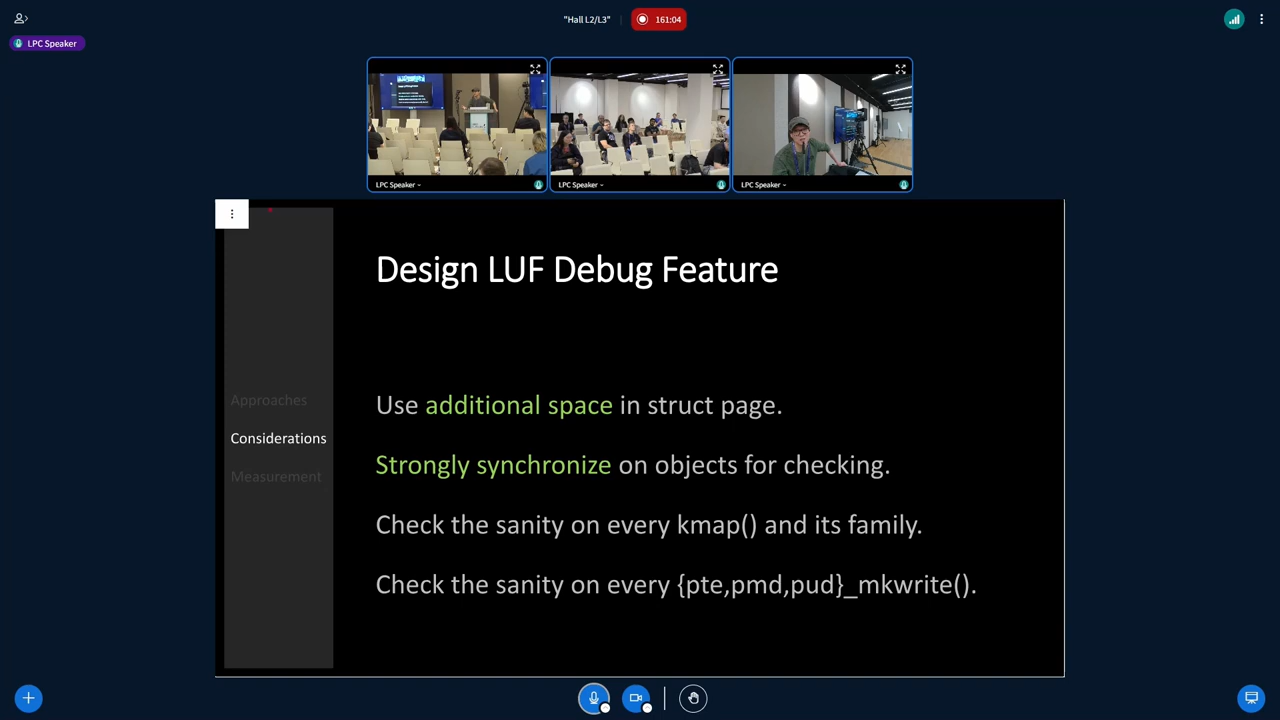 "Hall L2/L3"
161:04
LPC Speaker
LPC Speaker
LPC Speaker
LPC Speaker
Design LUF Debug Feature
Approaches
Considerations
Measurement
Use additional space in struct page.
Strongly synchronize on objects for checking.
Check the sanity on every kmap() and its family.
Check the sanity on every {pte,pmd,pud}_mkwrite().